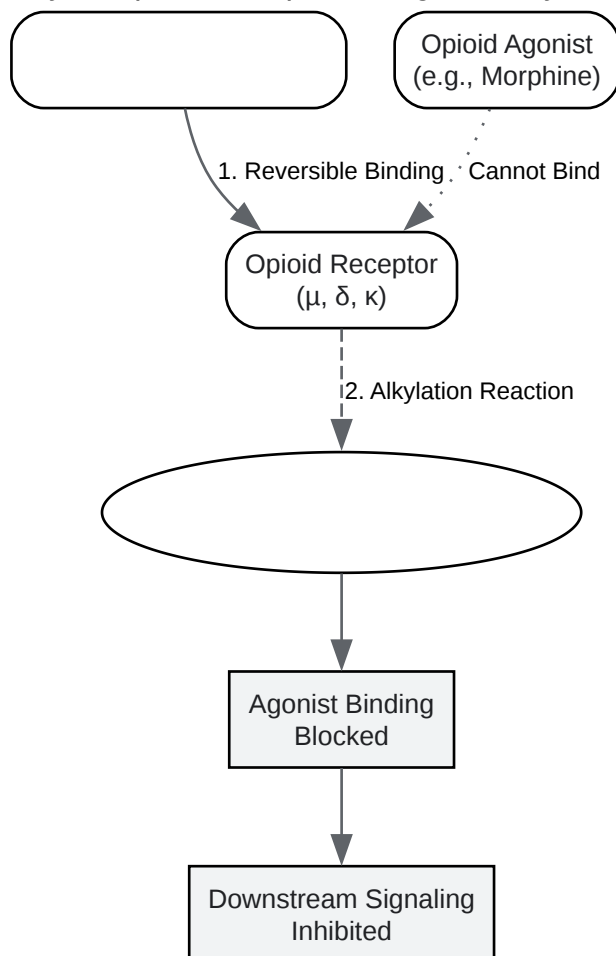 Opioid Agonist
(e.g., Morphine)
1. Reversible Binding
Cannot Bind
Opioid Receptor
(μ, δ, κ)
2. Alkylation Reaction
Agonist Binding
Blocked
Downstream Signaling
Inhibited